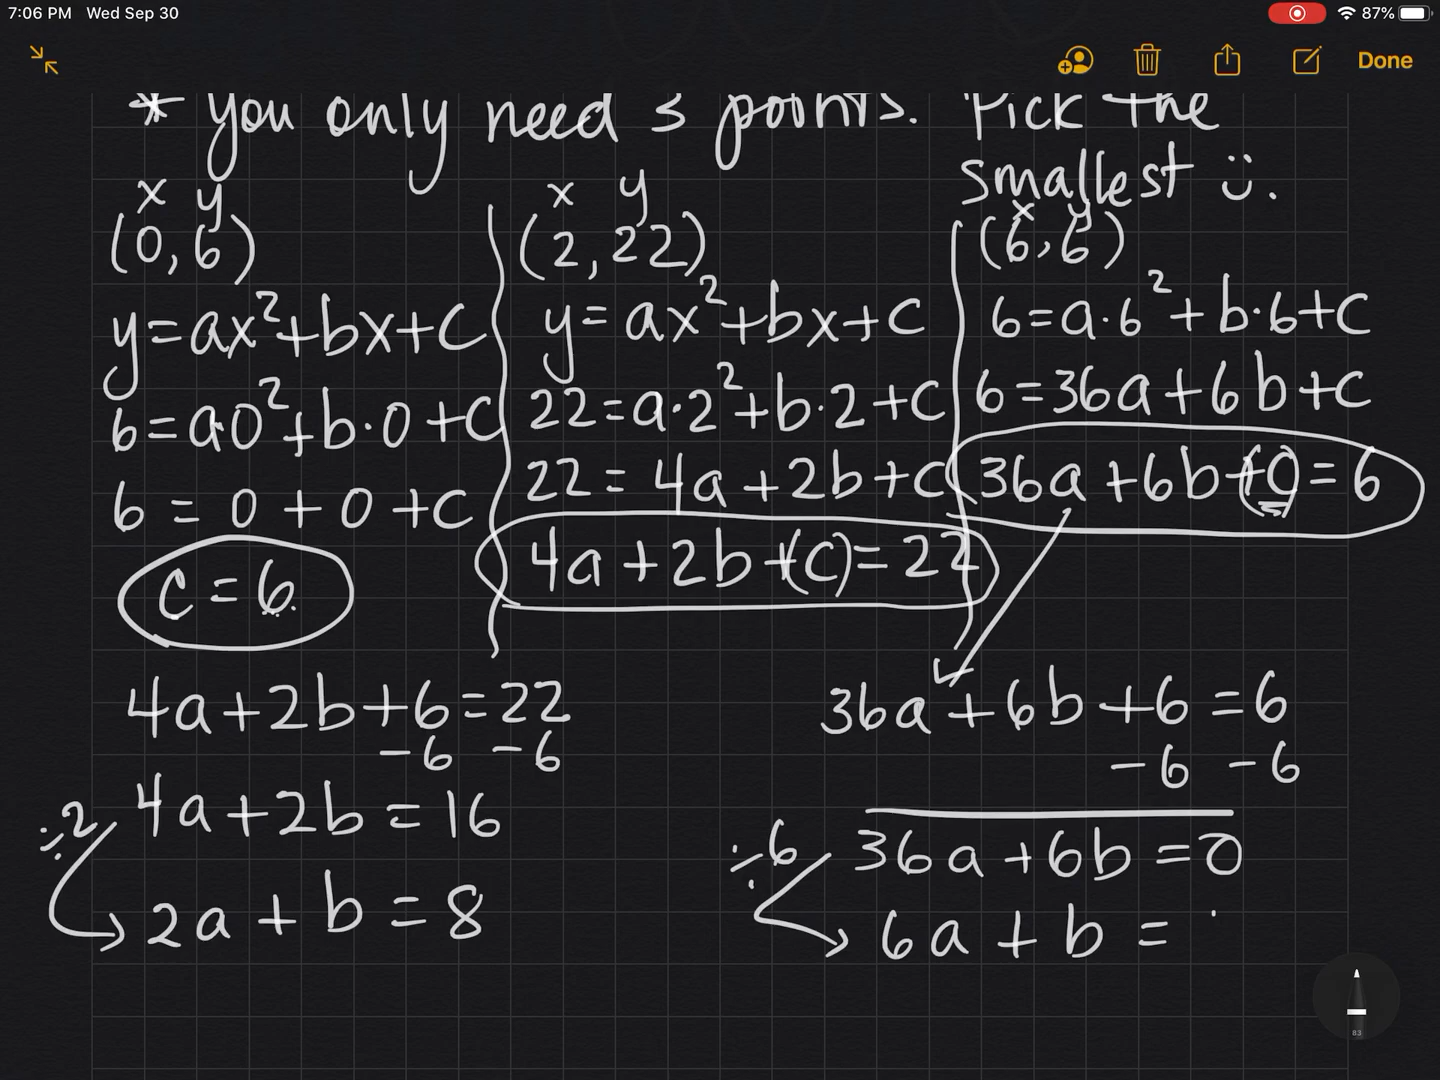 7:06 PM Wed Sep 30
87%
Done
* you only need 3 points. Pick the
smallest :).
x y
(0,6)
y=ax²+bx+c
6=a0²+b·0+c
6 = 0 + 0 +c
c = 6
x y
(2,22)
y=ax²+bx+c
22=a·2²+b·2+c
22 = 4a+2b+c
4a+2b+(c)=22
x y
(6,6)
6=a·6²+b·6+c
6=36a+6b+c
36a+6b+(c)=6
4a+2b+6=22
-6 -6
4a+2b=16
÷2
2a+b=8
36a+6b+6=6
-6 -6
36a+6b=0
÷6
6a+b=
83